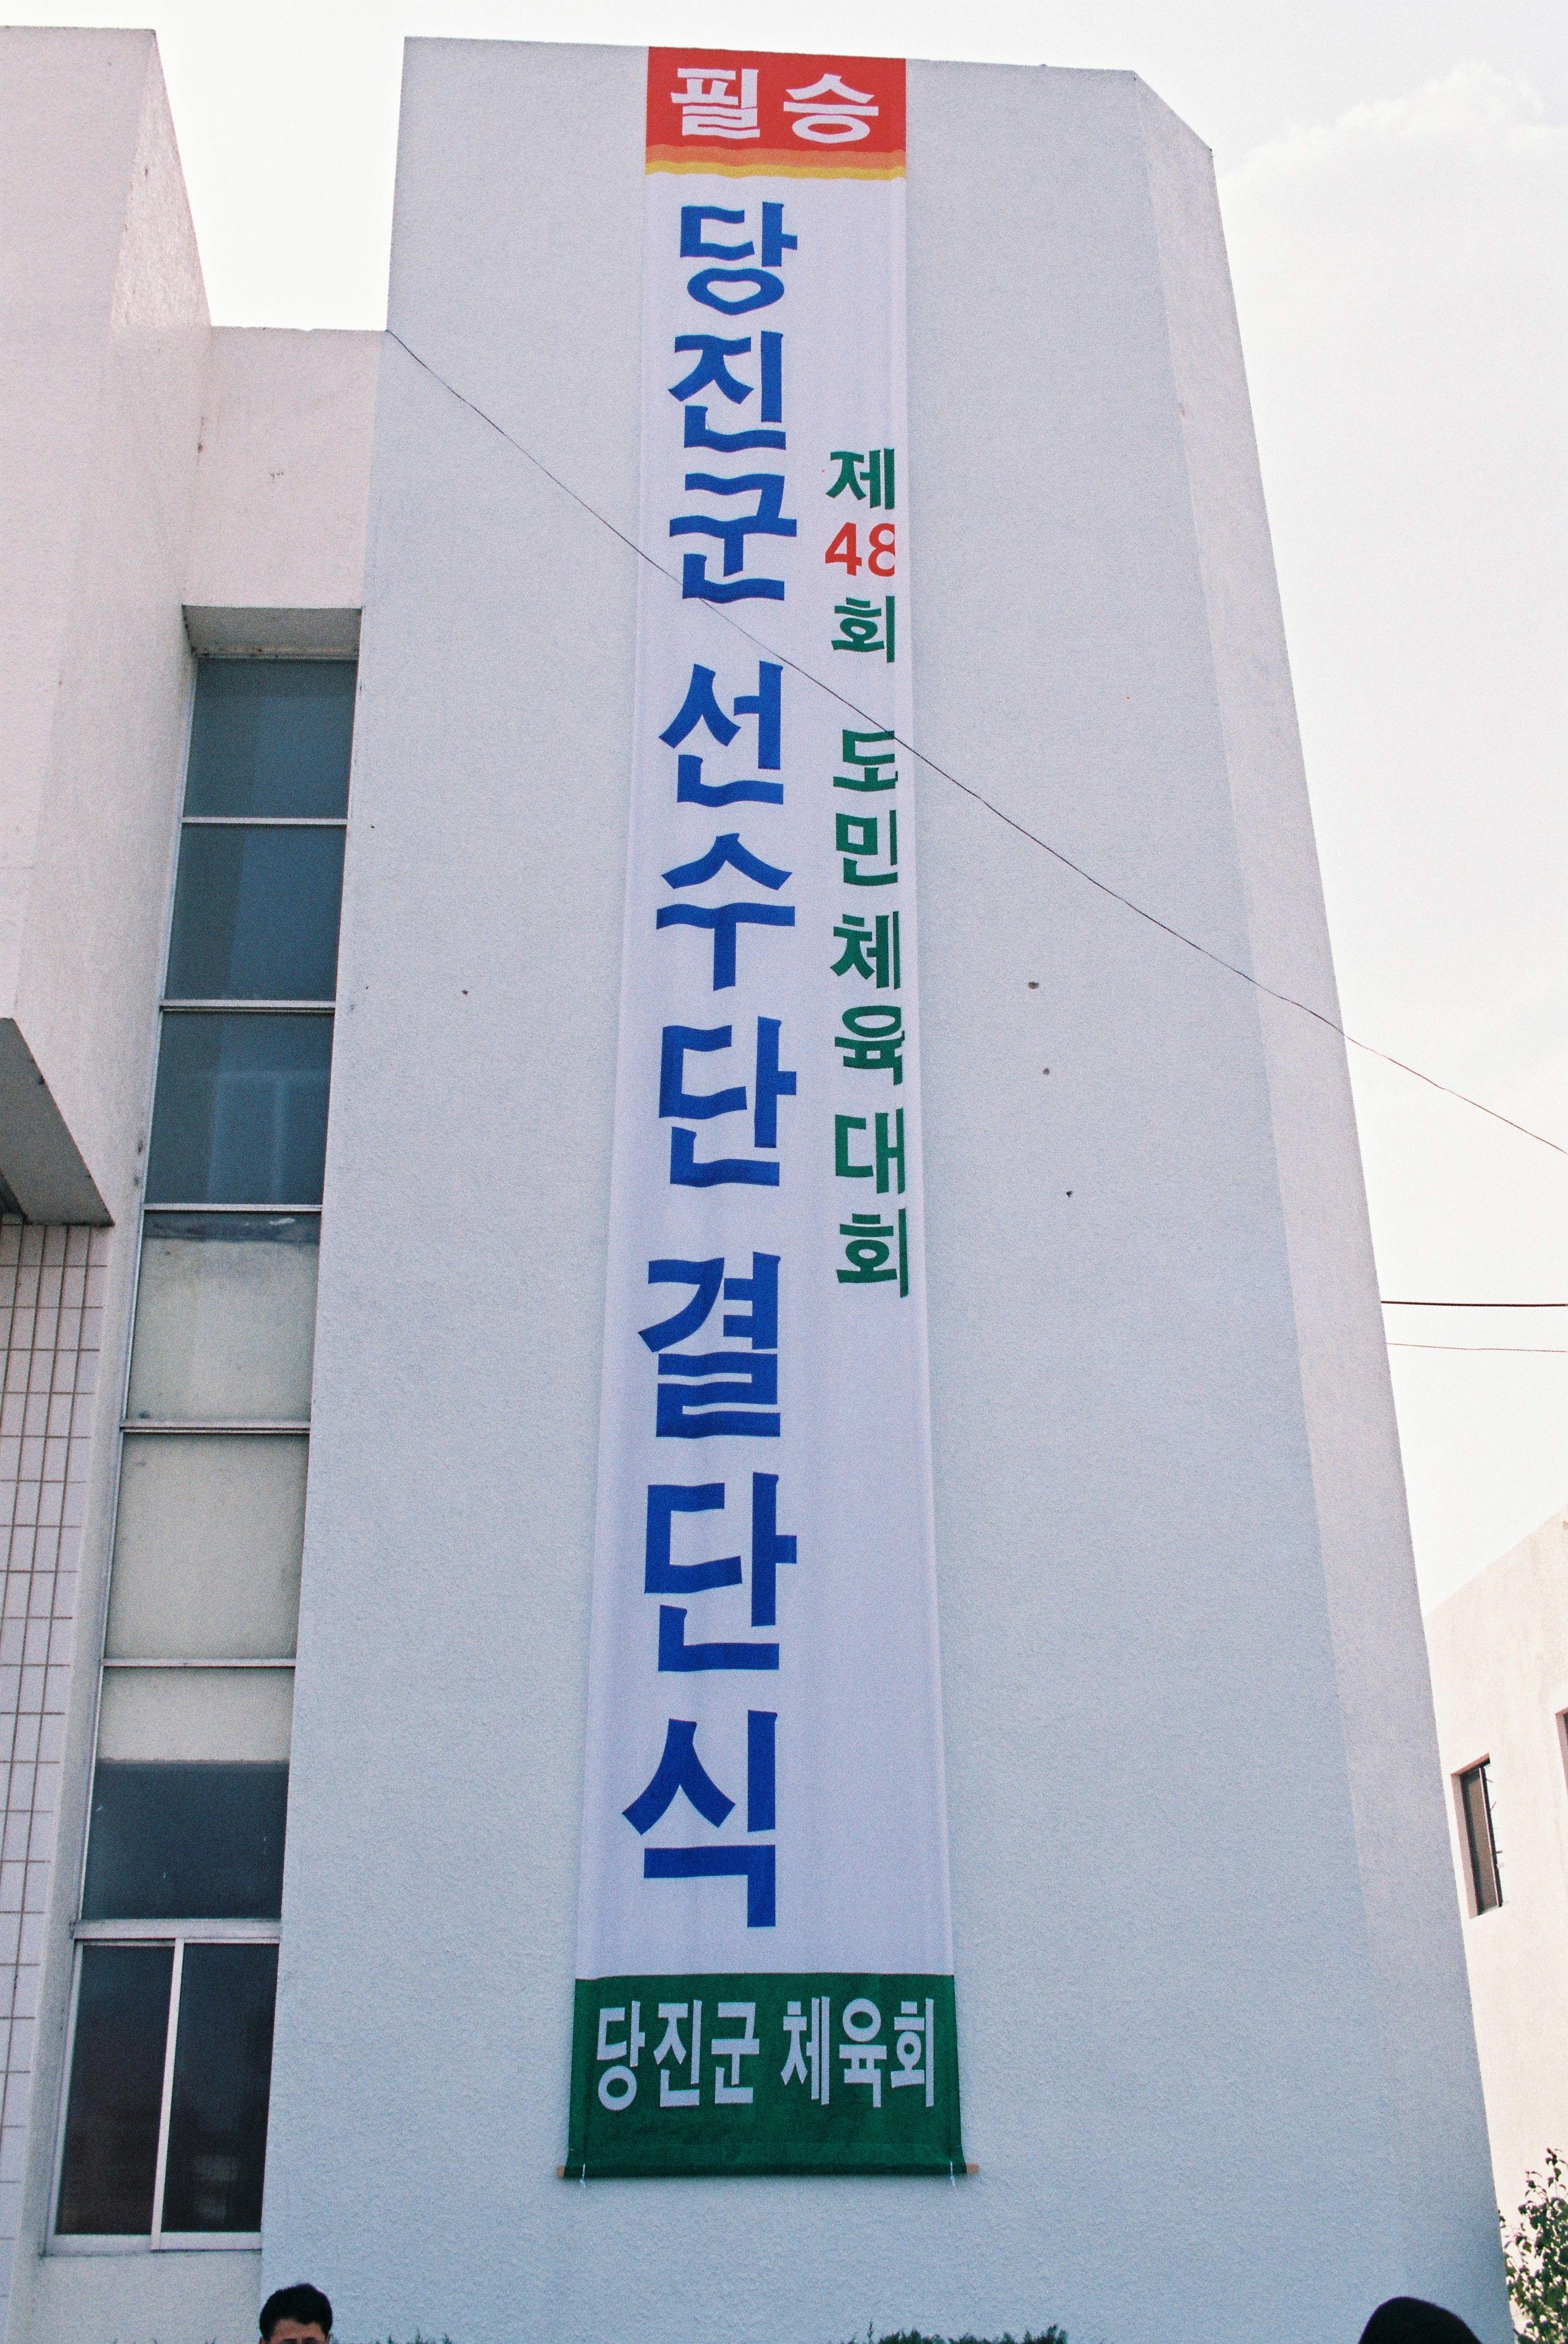 필승
제48회 도민체육대회
당진군 선수단 결단식
당진군 체육회